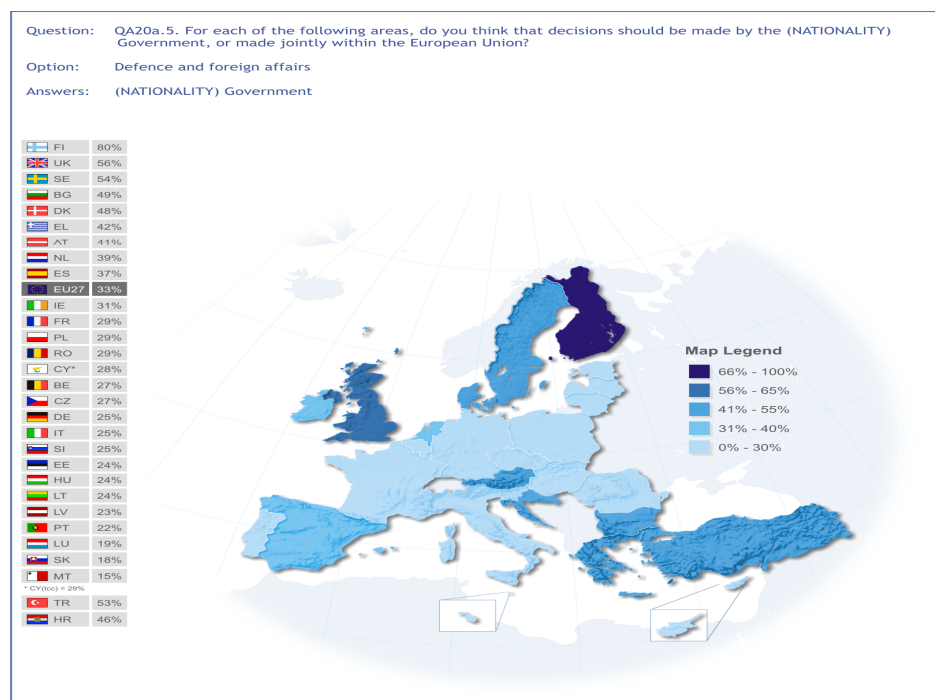 Question: QA20a.5. For each of the following areas, do you think that decisions should be made by the (NATIONALITY)
Government, or made jointly within the European Union?
Option: Defence and foreign affairs
Answers: (NATIONALITY) Government
FI 80%
UK 56%
SE 54%
BG 49%
DK 48%
EL 42%
AT 41%
NL 39%
ES 37%
EU27 33%
IE 31%
FR 29%
PL 29%
RO 29%
CY* 28%
BE 27%
CZ 27%
DE 25%
IT 25%
SI 25%
EE 24%
HU 24%
LT 24%
LV 23%
PT 22%
LU 19%
SK 18%
MT 15%
* CY(tcc) = 29%
TR 53%
HR 46%
Map Legend
66% - 100%
56% - 65%
41% - 55%
31% - 40%
0% - 30%